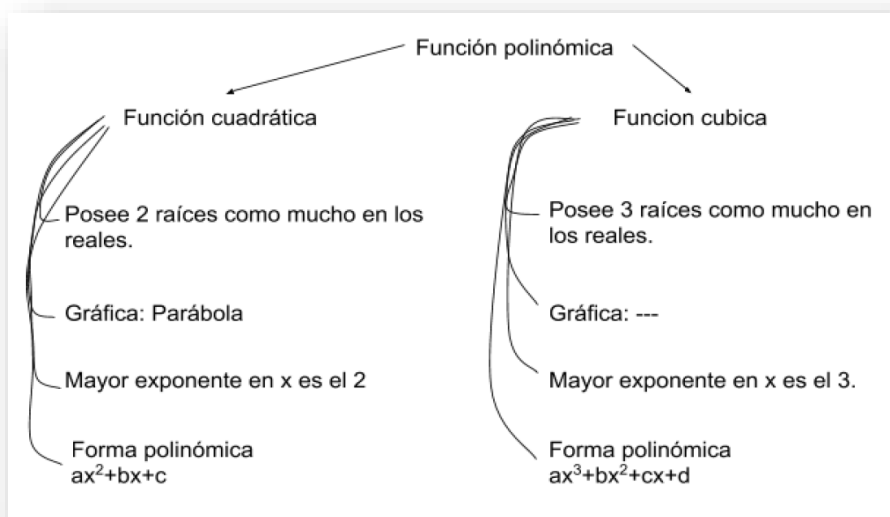 Función polinómica
Función cuadrática
Posee 2 raíces como mucho en los
reales.
Gráfica: Parábola
Mayor exponente en x es el 2
Forma polinómica
ax²+bx+c
Funcion cubica
Posee 3 raíces como mucho en
los reales.
Gráfica: ---
Mayor exponente en x es el 3.
Forma polinómica
ax³+bx²+cx+d